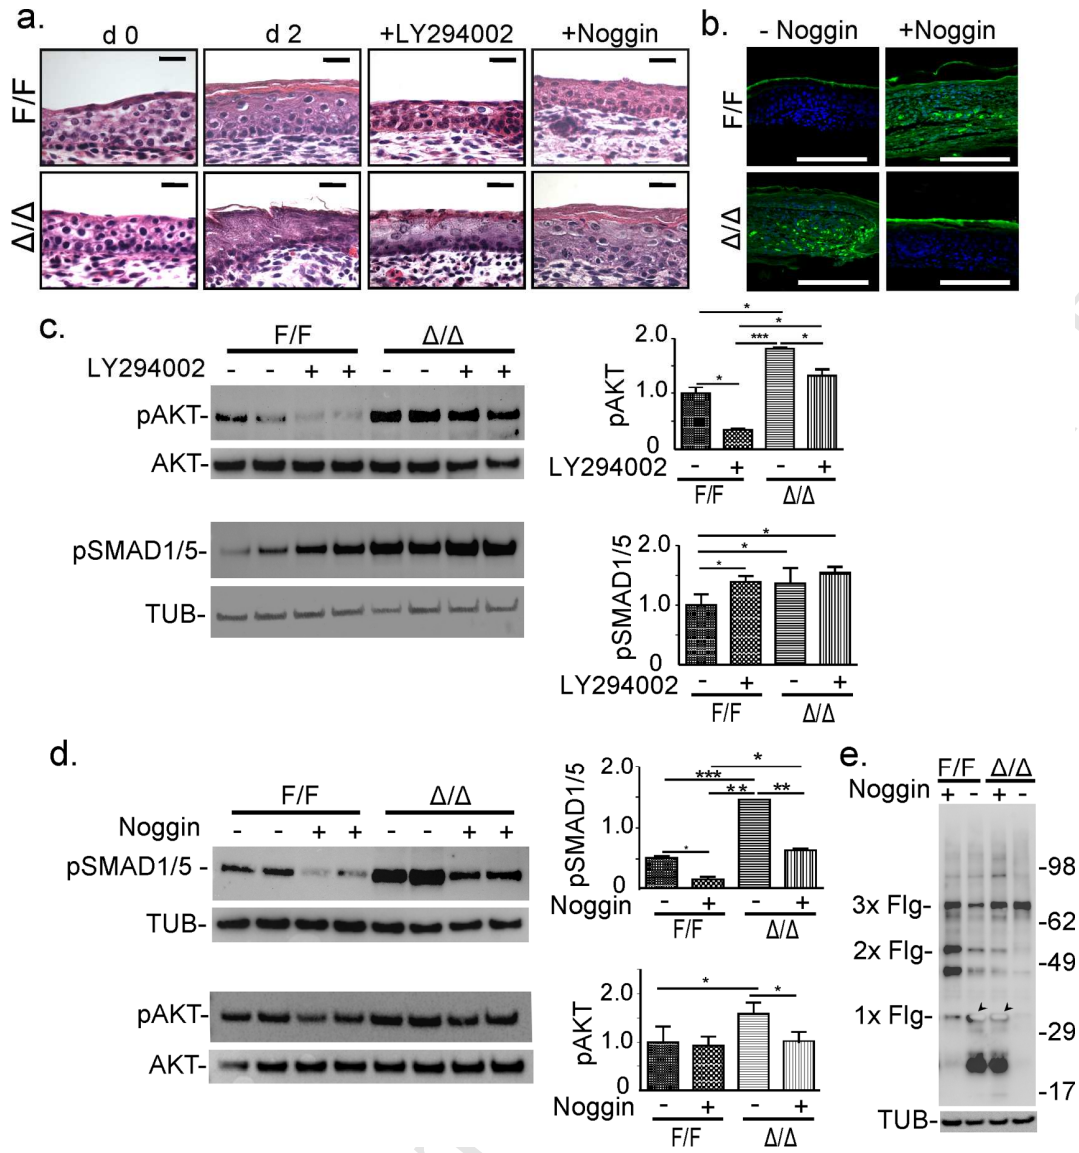 a.
d 0 d 2 +LY294002 +Noggin
F/F
Δ/Δ
b.
- Noggin +Noggin
F/F
Δ/Δ
c.
F/F Δ/Δ
LY294002 - - + + - - + +
pAKT-
AKT-
pSMAD1/5-
TUB-
* * *** * *
pAKT
2.0
1.0
0
LY294002 - + - +
F/F Δ/Δ
* * *
pSMAD1/5
2.0
1.0
0
LY294002 - + - +
F/F Δ/Δ
d.
F/F Δ/Δ
Noggin - - + + - - + +
pSMAD1/5 -
TUB-
pAKT-
AKT-
* *** ** ** *
pSMAD1/5
2.0
1.0
0
Noggin - + - +
F/F Δ/Δ
* *
pAKT
2.0
1.0
0
Noggin - + - +
F/F Δ/Δ
e.
F/F Δ/Δ
Noggin + - + -
-98
3x Flg-
-62
2x Flg-
-49
1x Flg-
-29
-17
TUB-